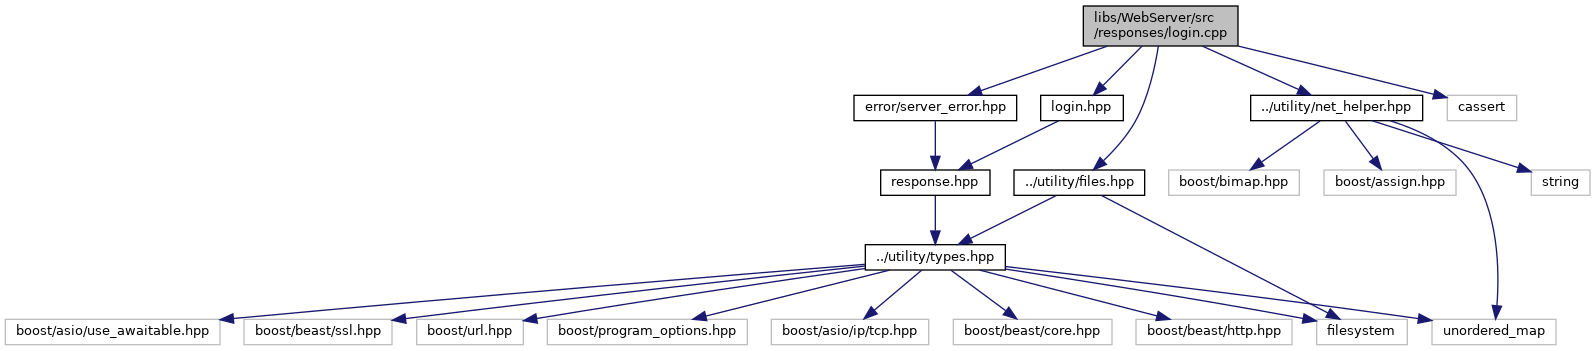 libs/WebServer/src
/responses/login.cpp
error/server_error.hpp
login.hpp
../utility/net_helper.hpp
cassert
response.hpp
../utility/files.hpp
boost/bimap.hpp
boost/assign.hpp
string
../utility/types.hpp
boost/asio/use_awaitable.hpp
boost/beast/ssl.hpp
boost/url.hpp
boost/program_options.hpp
boost/asio/ip/tcp.hpp
boost/beast/core.hpp
boost/beast/http.hpp
filesystem
unordered_map